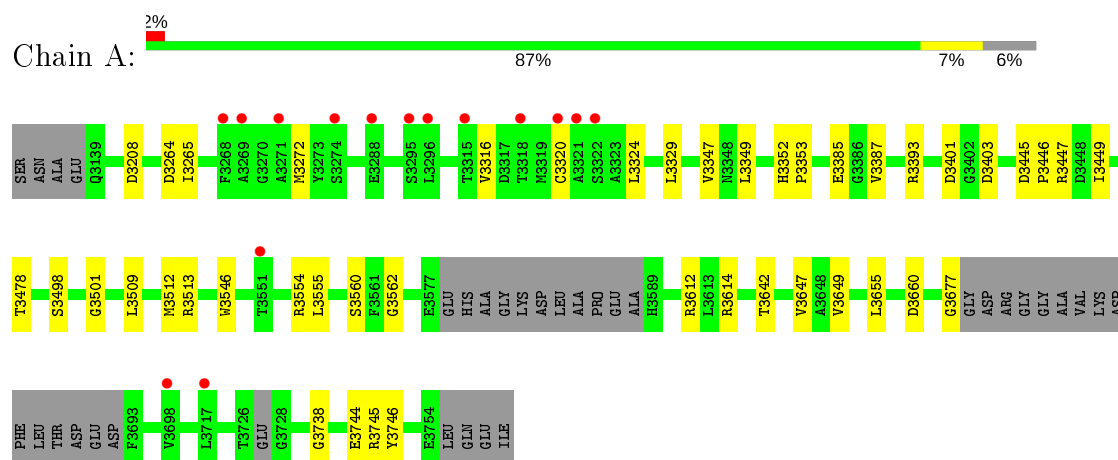 2%
Chain A:
87% 7% 6%
SER ASN ALA GLU Q3139 D3208 D3264 I3265 F3268 A3269 G3270 A3271 M3272 Y3273 S3274 E3288 S3295 L3296 T3315 V3316 D3317 T3318 M3319 C3320 A3321 S3322 A3323 L3324 L3329 V3347 N3348 L3349 H3352 P3353 E3385 G3386 V3387 R3393 D3401 G3402 D3403 D3445 P3446 R3447 D3448 I3449
T3478 S3498 G3501 L3509 M3512 R3513 W3546 T3551 R3554 L3555 S3560 F3561 G3562 E3577 GLU HIS ALA GLY LYS ASP LEU ALA PRO GLU ALA H3589 R3612 L3613 R3614 T3642 V3647 A3648 V3649 L3655 D3660 G3677 GLY ASP ARG GLY GLY ALA VAL LYS ASP
PHE LEU THR ASP GLU ASP F3693 V3698 L3717 T3726 GLU G3728 G3738 E3744 R3745 Y3746 E3754 LEU GLN GLU ILE